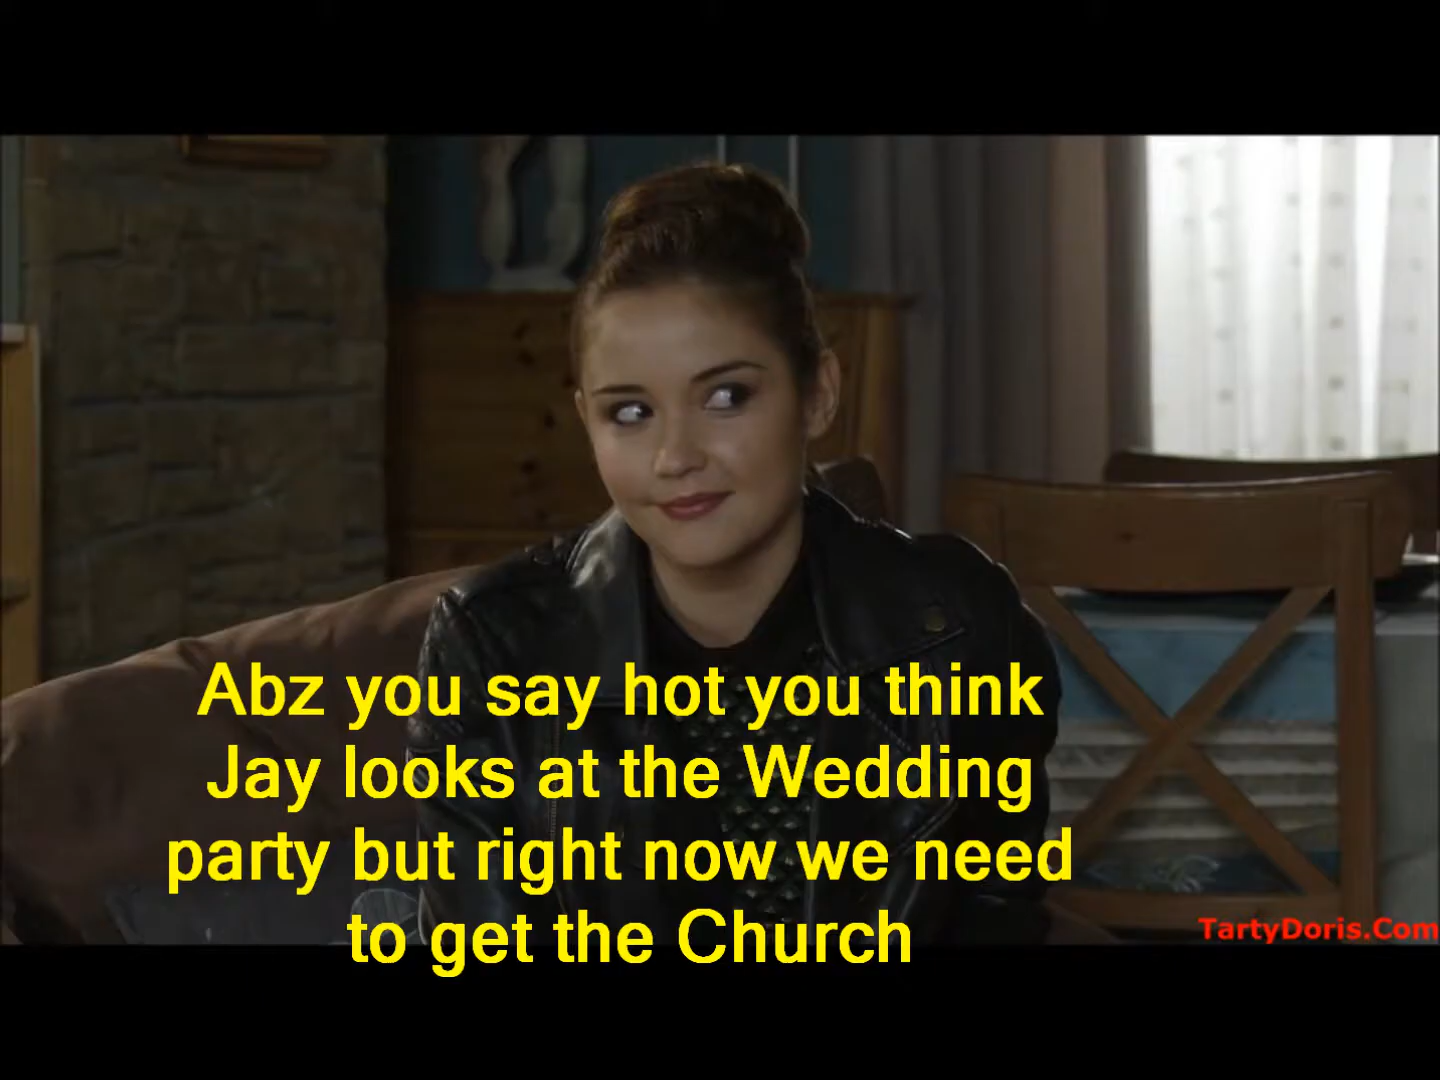 Abz you say hot you think
Jay looks at the Wedding
party but right now we need
to get the Church
TartyDoris.Com